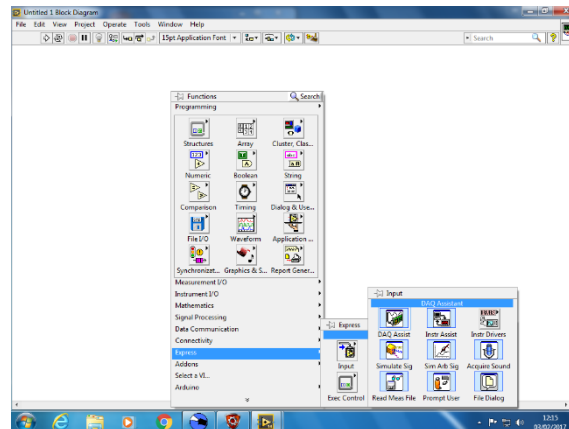 Untitled 1 Block Diagram
File Edit View Project Operate Tools Window Help
15pt Application Font
Search
Functions
Search
Programming
Structures Array Cluster, Clas...
Numeric Boolean String
Comparison Timing Dialog & Use...
File I/O Waveform Application ...
Synchronizat... Graphics & S... Report Gener...
Measurement I/O
Instrument I/O
Mathematics
Signal Processing
Data Communication
Connectivity
Express
Addons
Select a VI...
Arduino
Express
Input
Exec Control
Input
DAQ Assistant
DAQ Assist Instr Assist Instr Drivers
Simulate Sig Sim Arb Sig Acquire Sound
Read Meas File Prompt User File Dialog
12:15
03/02/2017